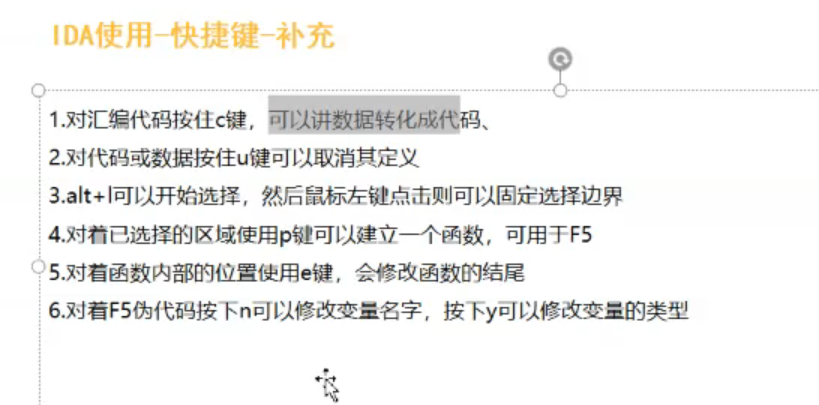 IDA使用-快捷键-补充
1.对汇编代码按住c键，可以讲数据转化成代码、
2.对代码或数据按住u键可以取消其定义
3.alt+l可以开始选择，然后鼠标左键点击则可以固定选择边界
4.对着已选择的区域使用p键可以建立一个函数，可用于F5
5.对着函数内部的位置使用e键，会修改函数的结尾
6.对着F5伪代码按下n可以修改变量名字，按下y可以修改变量的类型